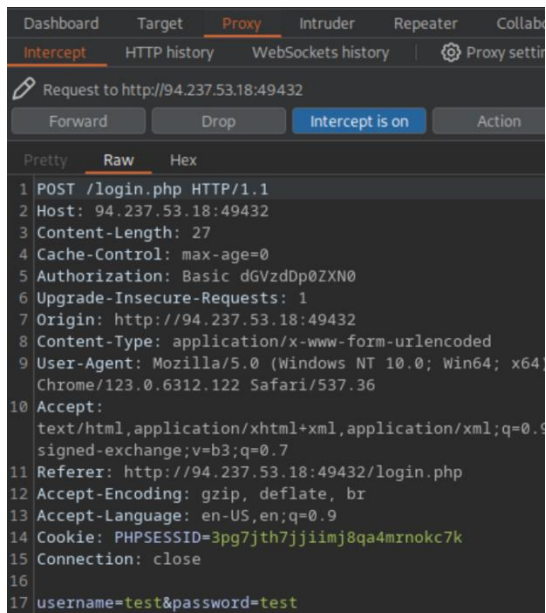 Dashboard Target Proxy Intruder Repeater
Intercept HTTP history WebSockets history Proxy
Request to http://94.237.53.18:49432
Forward Drop Intercept is on Action
Pretty Raw Hex
1 POST /login.php HTTP/1.1
2 Host: 94.237.53.18:49432
3 Content-Length: 27
4 Cache-Control: max-age=0
5 Authorization: Basic dGVzdDp0ZXN0
6 Upgrade-Insecure-Requests: 1
7 Origin: http://94.237.53.18:49432
8 Content-Type: application/x-www-form-urlencoded
9 User-Agent: Mozilla/5.0 (Windows NT 10.0; Win64; x64)
Chrome/123.0.6312.122 Safari/537.36
10 Accept:
text/html,application/xhtml+xml,application/xml;q=0.9
signed-exchange;v=b3;q=0.7
11 Referer: http://94.237.53.18:49432/login.php
12 Accept-Encoding: gzip, deflate, br
13 Accept-Language: en-US,en;q=0.9
14 Cookie: PHPSESSID=3pg7jth7jjiimj8qa4mrnokc7k
15 Connection: close
16
17 username=test&password=test